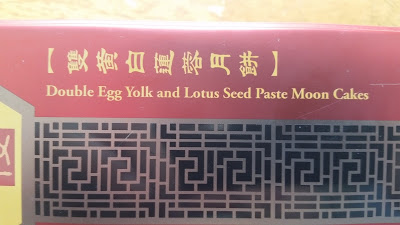 【雙黃白蓮蓉月餅】
Double Egg Yolk and Lotus Seed Paste Moon Cakes